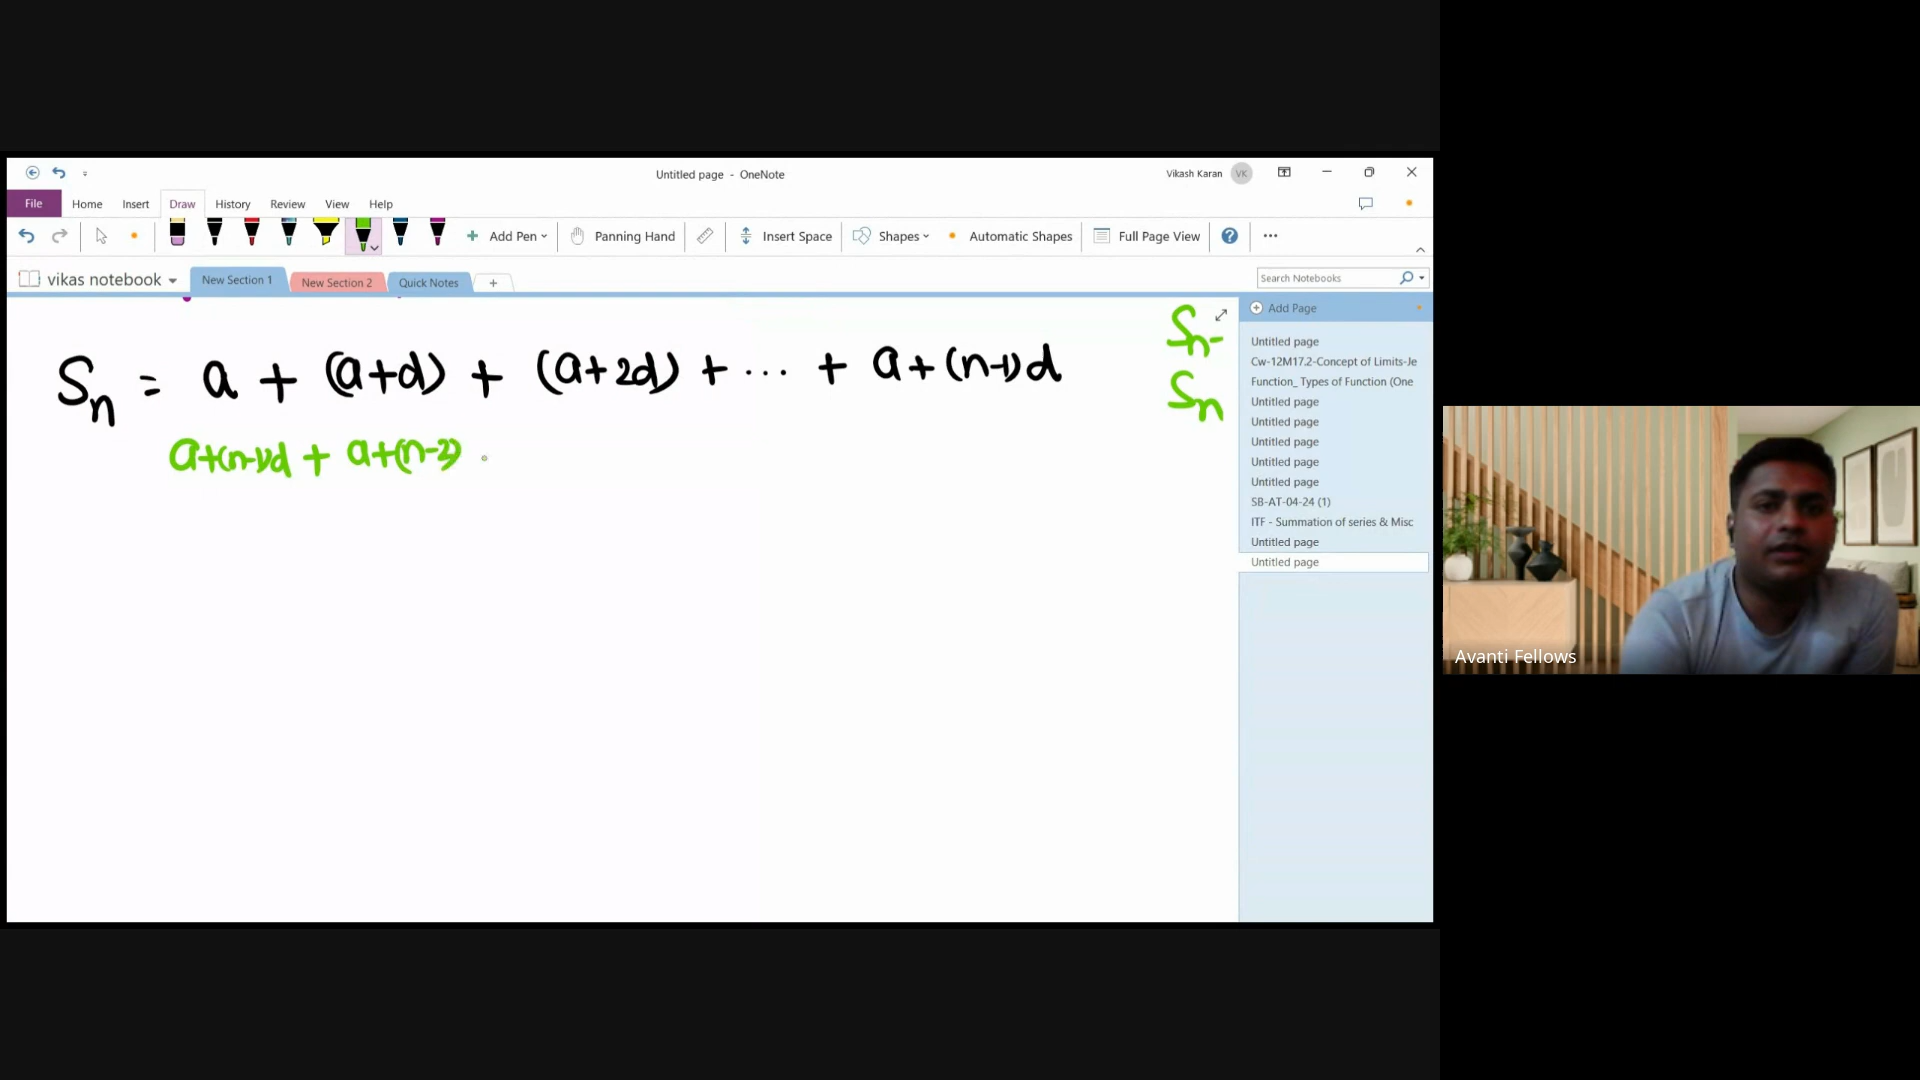 Untitled page - OneNote
Vikash Karan VK
File Home Insert Draw History Review View Help
Add Pen Panning Hand Insert Space Shapes Automatic Shapes Full Page View
vikas notebook New Section 1 New Section 2 Quick Notes + Search Notebooks
Add Page
Untitled page
Cw-12M17.2-Concept of Limits-Je
Function_ Types of Function (One
Untitled page
Untitled page
Untitled page
Untitled page
Untitled page
SB-AT-04-24 (1)
ITF - Summation of series & Misc
Untitled page
Untitled page
Sn = a + (a+d) + (a+2d) + ... + a+(n-1)d
a+(n-1)d + a+(n-2)
Sn-
Sn
Avanti Fellows